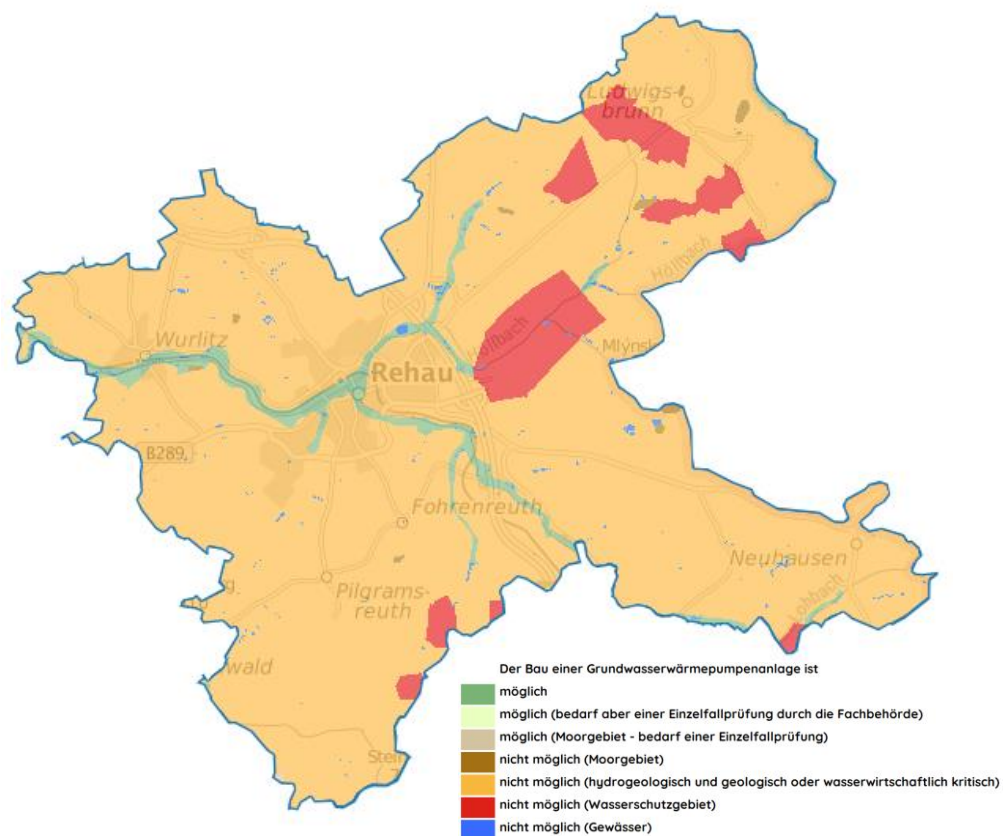 Ludwigs-
brunn
Höllbach
Wurlitz
Höllbach
Mlýnsk
Rehau
B289
Fohrenreuth
Neuhausen
Pilgrams-
reuth
Lohbach
wald
Der Bau einer Grundwasserwärmepumpenanlage ist
möglich
möglich (bedarf aber einer Einzelfallprüfung durch die Fachbehörde)
möglich (Moorgebiet - bedarf einer Einzelfallprüfung)
nicht möglich (Moorgebiet)
nicht möglich (hydrogeologisch und geologisch oder wasserwirtschaftlich kritisch)
nicht möglich (Wasserschutzgebiet)
nicht möglich (Gewässer)